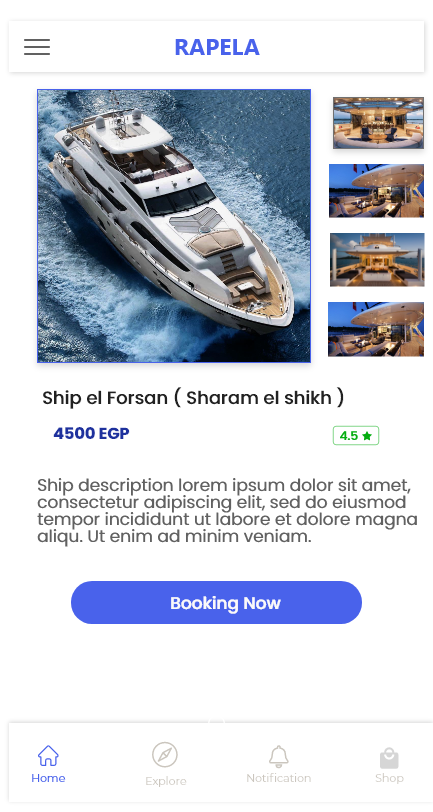 RAPELA
Ship el Forsan ( Sharam el shikh )
4500 EGP
4.5 ★
Ship description lorem ipsum dolor sit amet,
consectetur adipiscing elit, sed do eiusmod
tempor incididunt ut labore et dolore magna
aliqu. Ut enim ad minim veniam.
Booking Now
Home
Explore
Notification
Shop